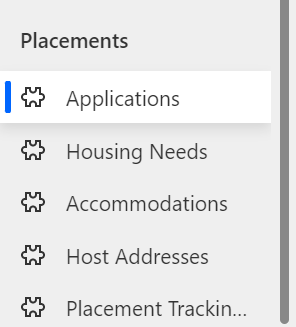 Placements
Applications
Housing Needs
Accommodations
Host Addresses
Placement Trackin...